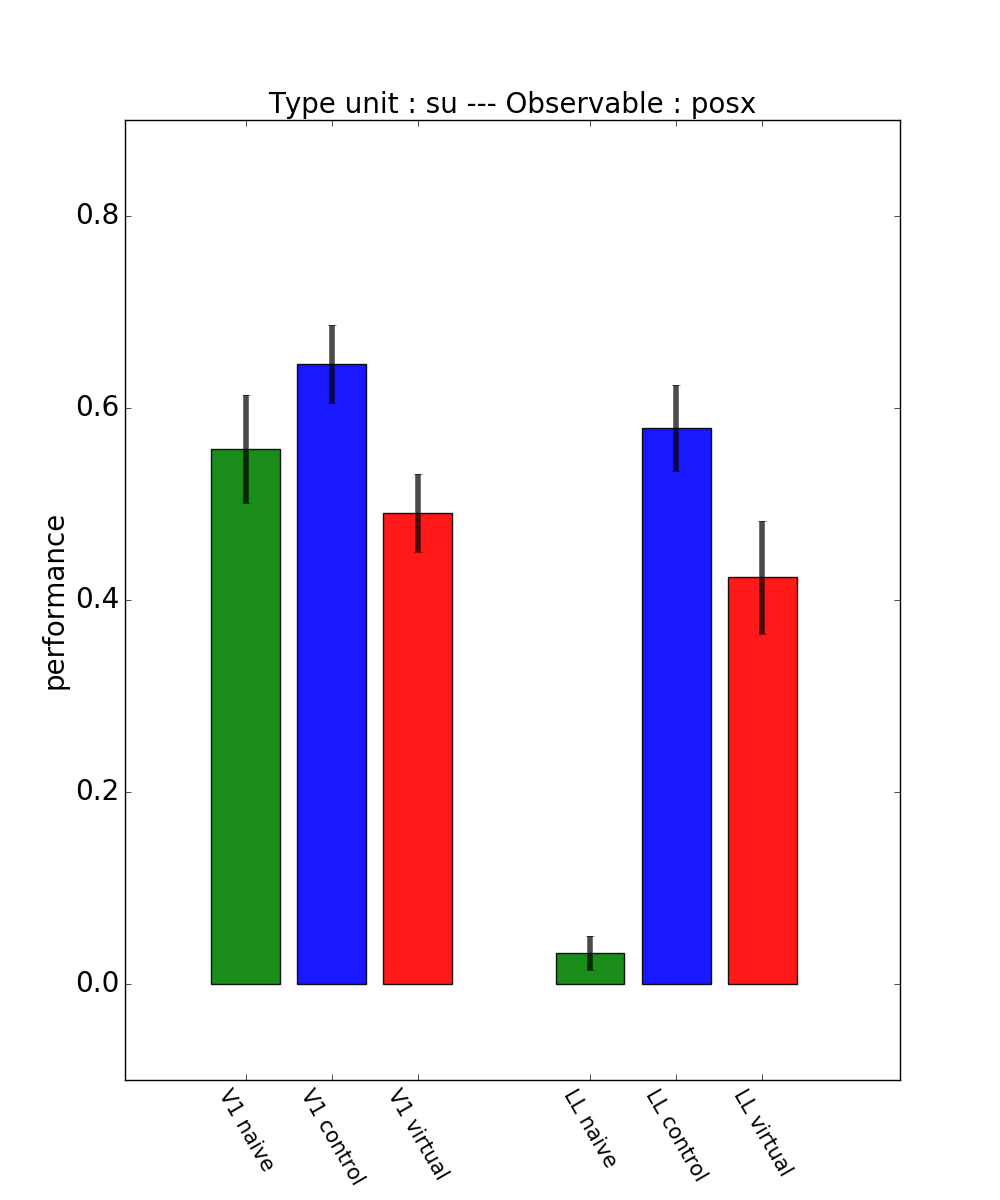 Type unit : su --- Observable : posx
performance
0.8
0.6
0.4
0.2
0.0
V1 naive
V1 control
V1 virtual
LL naive
LL control
LL virtual